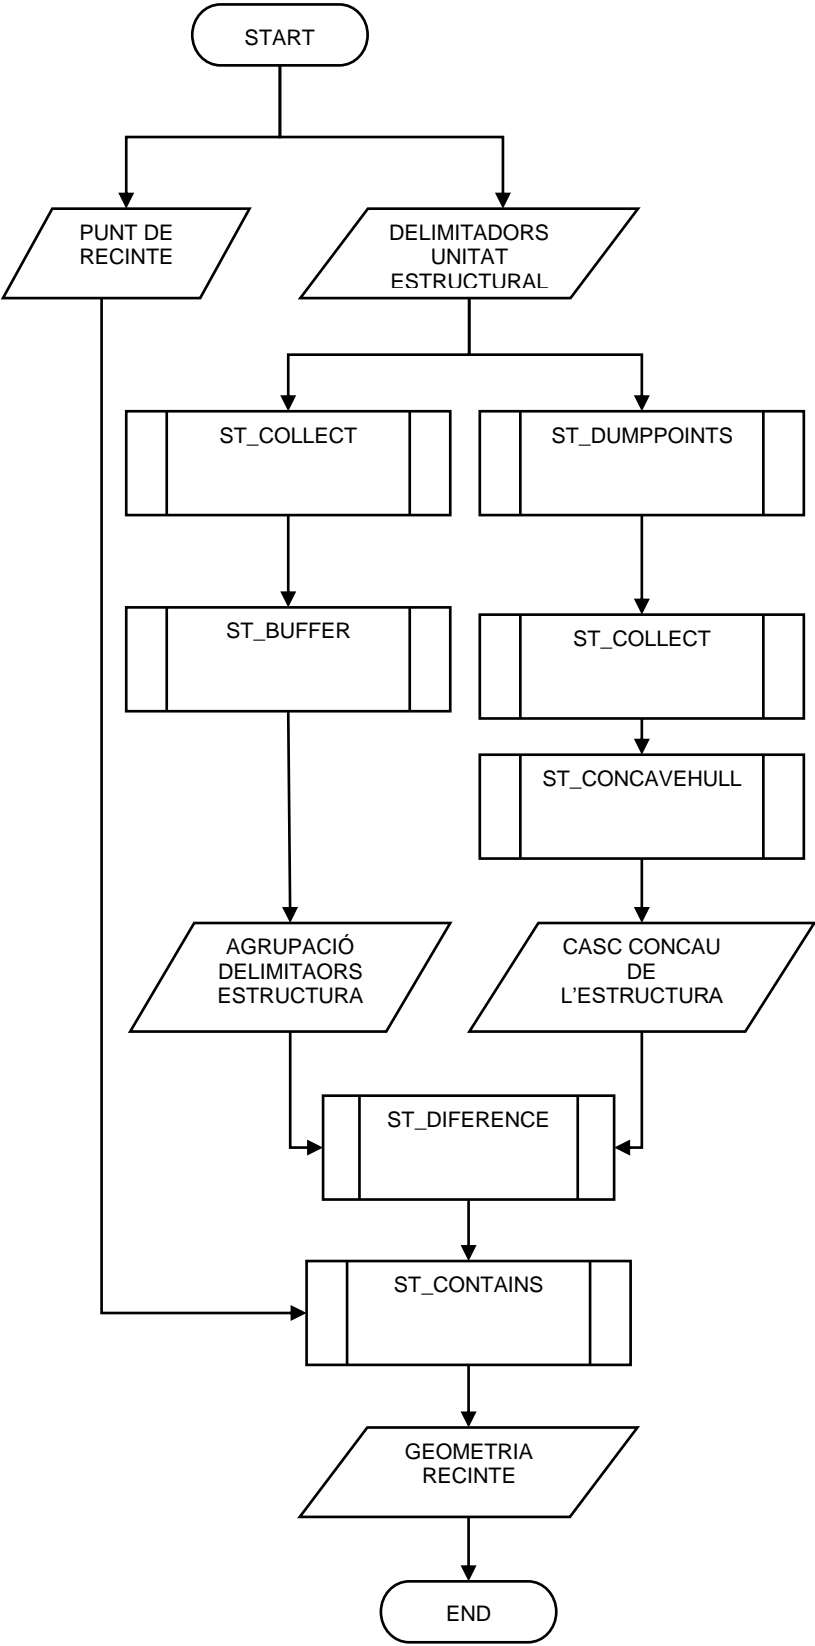 START
PUNT DE
RECINTE
DELIMITADORS
UNITAT
ESTRUCTURAL
ST_COLLECT
ST_DUMPPOINTS
ST_BUFFER
ST_COLLECT
ST_CONCAVEHULL
AGRUPACIÓ
DELIMITAORS
ESTRUCTURA
CASC CONCAU
DE
L'ESTRUCTURA
ST_DIFERENCE
ST_CONTAINS
GEOMETRIA
RECINTE
END